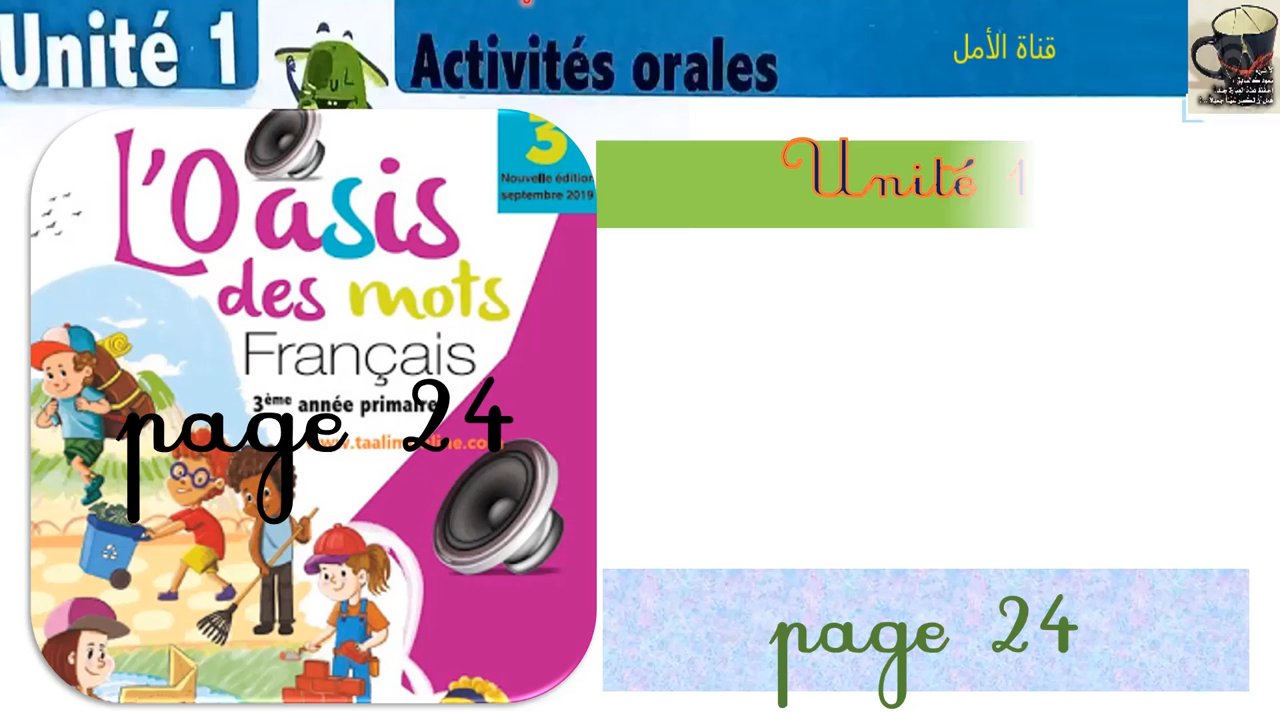 Unité 1
Activités orales
قناة الأمل
L'Oasis
des mots
Français
3ème année primaire
3
Nouvelle édition
septembre 2019
page 24
Unité 1
page 24